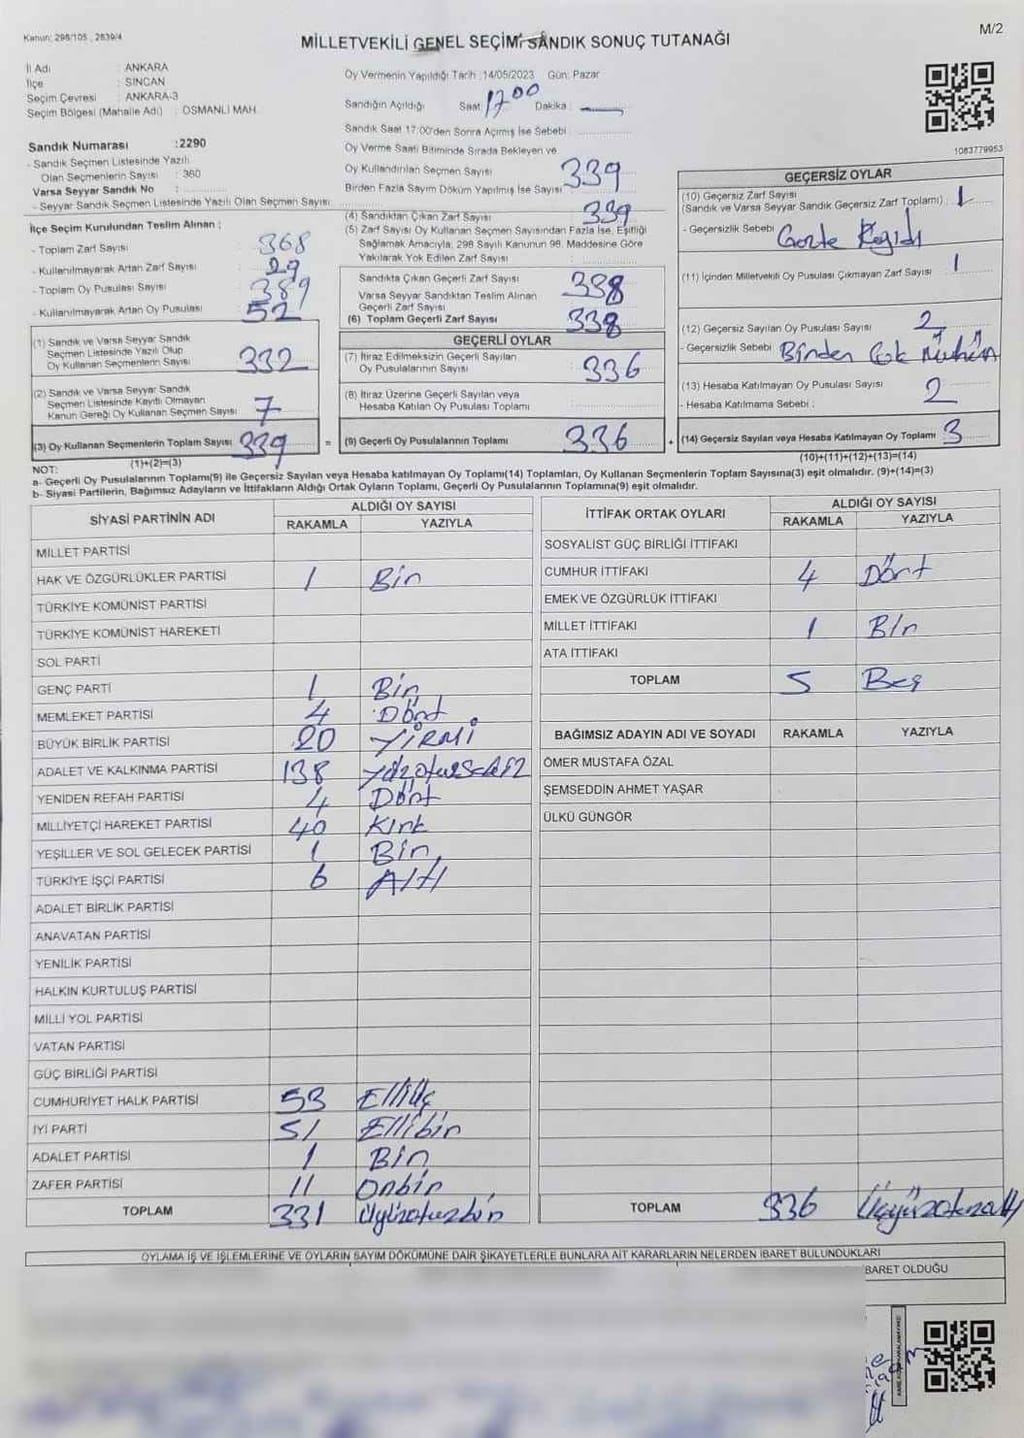 Kanun: 298/105 , 2839/4
M/2
MİLLETVEKİLİ GENEL SEÇİMİ SANDIK SONUÇ TUTANAĞI
İl Adı : ANKARA
İlçe : SİNCAN
Seçim Çevresi : ANKARA-3
Seçim Bölgesi (Mahalle Adı) : OSMANLI MAH.
Sandık Numarası :2290
- Sandık Seçmen Listesinde Yazılı
Olan Seçmenlerin Sayısı : 360
Varsa Seyyar Sandık No :
- Seyyar Sandık Seçmen Listesinde Yazılı Olan Seçmen Sayısı:
İlçe Seçim Kurulundan Teslim Alınan ;
- Toplam Zarf Sayısı 368
- Kullanılmayarak Artan Zarf Sayısı 29
- Toplam Oy Pusulası Sayısı 389
- Kullanılmayarak Artan Oy Pusulası 52
(1) Sandık ve Varsa Seyyar Sandık
Seçmen Listesinde Yazılı Olup
Oy Kullanan Seçmenlerin Sayısı 332
(2) Sandık ve Varsa Seyyar Sandık
Seçmen Listesinde Kayıtlı Olmayan
Kanun Gereği Oy Kullanan Seçmen Sayısı 7
(3) Oy Kullanan Seçmenlerin Toplam Sayısı 339
(1)+(2)=(3)
Oy Vermenin Yapıldığı Tarih :14/05/2023 Gün: Pazar
Sandığın Açıldığı Saat 17 00 Dakika : —
Sandık Saat 17:00'den Sonra Açılmış İse Sebebi :
Oy Verme Saati Bitiminde Sırada Bekleyen ve
Oy Kullandırılan Seçmen Sayısı
Birden Fazla Sayım Döküm Yapılmış İse Sayısı 339
(4) Sandıktan Çıkan Zarf Sayısı 339
(5) Zarf Sayısı Oy Kullanan Seçmen Sayısından Fazla İse, Eşitliği
Sağlamak Amacıyla, 298 Sayılı Kanunun 98. Maddesine Göre
Yakılarak Yok Edilen Zarf Sayısı :
Sandıkta Çıkan Geçerli Zarf Sayısı 338
Varsa Seyyar Sandıktan Teslim Alınan
Geçerli Zarf Sayısı
(6) Toplam Geçerli Zarf Sayısı 338
GEÇERLİ OYLAR
(7) İtiraz Edilmeksizin Geçerli Sayılan
Oy Pusulalarının Sayısı 336
(8) İtiraz Üzerine Geçerli Sayılan veya
Hesaba Katılan Oy Pusulası Toplamı
= (9) Geçerli Oy Pusulalarının Toplamı 336
1083779953
GEÇERSİZ OYLAR
(10) Geçersiz Zarf Sayısı
(Sandık ve Varsa Seyyar Sandık Geçersiz Zarf Toplamı) : 1
- Geçersizlik Sebebi
(11) İçinden Milletvekili Oy Pusulası Çıkmayan Zarf Sayısı 1
(12) Geçersiz Sayılan Oy Pusulası Sayısı 2
- Geçersizlik Sebebi Binden Çok Mühür
(13) Hesaba Katılmayan Oy Pusulası Sayısı 2
- Hesaba Katılmama Sebebi :
+ (14) Geçersiz Sayılan veya Hesaba Katılmayan Oy Toplamı 3
(10)+(11)+(12)+(13)=(14)
NOT:
a- Geçerli Oy Pusulalarının Toplamı(9) ile Geçersiz Sayılan veya Hesaba katılmayan Oy Toplamı(14) Toplamları, Oy Kullanan Seçmenlerin Toplam Sayısına(3) eşit olmalıdır. (9)+(14)=(3)
b- Siyasi Partilerin, Bağımsız Adayların ve İttifakların Aldığı Ortak Oyların Toplamı, Geçerli Oy Pusulalarının Toplamına(9) eşit olmalıdır.
SİYASİ PARTİNİN ADI ALDIĞI OY SAYISI
RAKAMLA YAZIYLA
MİLLET PARTİSİ
HAK VE ÖZGÜRLÜKLER PARTİSİ 1 Bin
TÜRKİYE KOMÜNİST PARTİSİ
TÜRKİYE KOMÜNİST HAREKETİ
SOL PARTİ
GENÇ PARTİ 1 Bin
MEMLEKET PARTİSİ 4 Dört
BÜYÜK BİRLİK PARTİSİ 20 YİRMİ
ADALET VE KALKINMA PARTİSİ 138
YENİDEN REFAH PARTİSİ 4 Dört
MİLLİYETÇİ HAREKET PARTİSİ 40 Kırk
YEŞİLLER VE SOL GELECEK PARTİSİ 1 Bin
TÜRKİYE İŞÇİ PARTİSİ 6 Altı
ADALET BİRLİK PARTİSİ
ANAVATAN PARTİSİ
YENİLİK PARTİSİ
HALKIN KURTULUŞ PARTİSİ
MİLLİ YOL PARTİSİ
VATAN PARTİSİ
GÜÇ BİRLİĞİ PARTİSİ
CUMHURİYET HALK PARTİSİ 53 Elliüç
İYİ PARTİ 51 Ellibin
ADALET PARTİSİ 1 Bin
ZAFER PARTİSİ 11 Onbin
TOPLAM 331
İTTİFAK ORTAK OYLARI ALDIĞI OY SAYISI
RAKAMLA YAZIYLA
SOSYALİST GÜÇ BİRLİĞİ İTTİFAKI
CUMHUR İTTİFAKI 4 Dört
EMEK VE ÖZGÜRLÜK İTTİFAKI
MİLLET İTTİFAKI 1 Bin
ATA İTTİFAKI
TOPLAM 5 Beş
BAĞIMSIZ ADAYIN ADI VE SOYADI RAKAMLA YAZIYLA
ÖMER MUSTAFA ÖZAL
ŞEMSEDDİN AHMET YAŞAR
ÜLKÜ GÜNGÖR
TOPLAM 336
OYLAMA İŞ VE İŞLEMLERİNE VE OYLARIN SAYIM DÖKÜMÜNE DAİR ŞİKAYETLERLE BUNLARA AİT KARARLARIN NELERDEN İBARET BULUNDUKLARI
BARET OLDUĞU